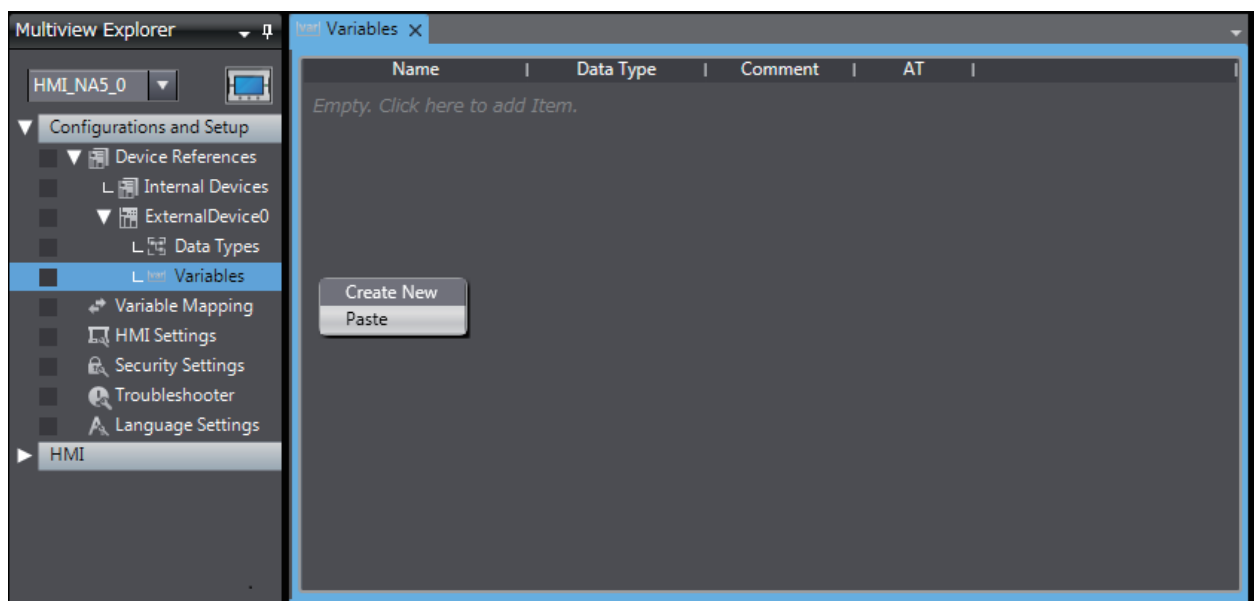 Multiview Explorer
HMI_NA5_0
Configurations and Setup
Device References
Internal Devices
ExternalDevice0
Data Types
Variables
Variable Mapping
HMI Settings
Security Settings
Troubleshooter
Language Settings
HMI
Variables
Name | Data Type | Comment | AT |
Empty. Click here to add Item.
Create New
Paste